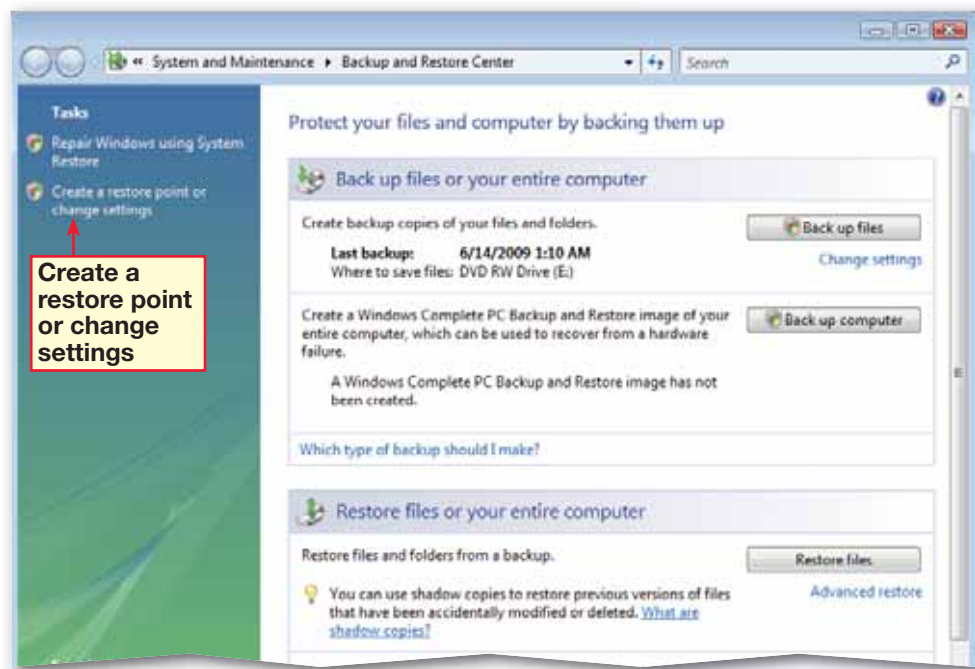 « System and Maintenance ▸ Backup and Restore Center
Search
Tasks
Repair Windows using System
Restore
Create a restore point or
change settings
Create a
restore point
or change
settings
Protect your files and computer by backing them up
Back up files or your entire computer
Create backup copies of your files and folders.
Back up files
Last backup: 6/14/2009 1:10 AM
Change settings
Where to save files: DVD RW Drive (E:)
Create a Windows Complete PC Backup and Restore image of your
entire computer, which can be used to recover from a hardware
failure.
Back up computer
A Windows Complete PC Backup and Restore image has not
been created.
Which type of backup should I make?
Restore files or your entire computer
Restore files and folders from a backup.
Restore files
You can use shadow copies to restore previous versions of files
that have been accidentally modified or deleted. What are
shadow copies?
Advanced restore